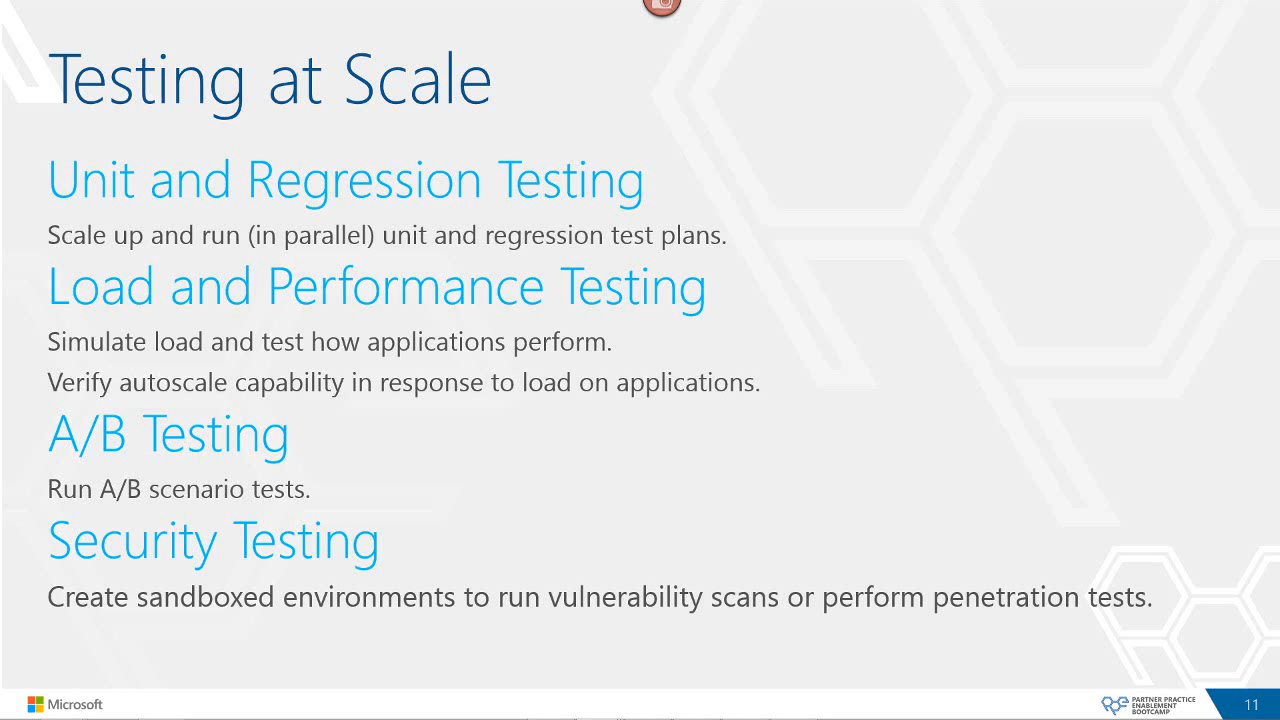 Testing at Scale
Unit and Regression Testing
Scale up and run (in parallel) unit and regression test plans.
Load and Performance Testing
Simulate load and test how applications perform.
Verify autoscale capability in response to load on applications.
A/B Testing
Run A/B scenario tests.
Security Testing
Create sandboxed environments to run vulnerability scans or perform penetration tests.
Microsoft
PARTNER PRACTICE
ENABLEMENT
BOOTCAMP
11